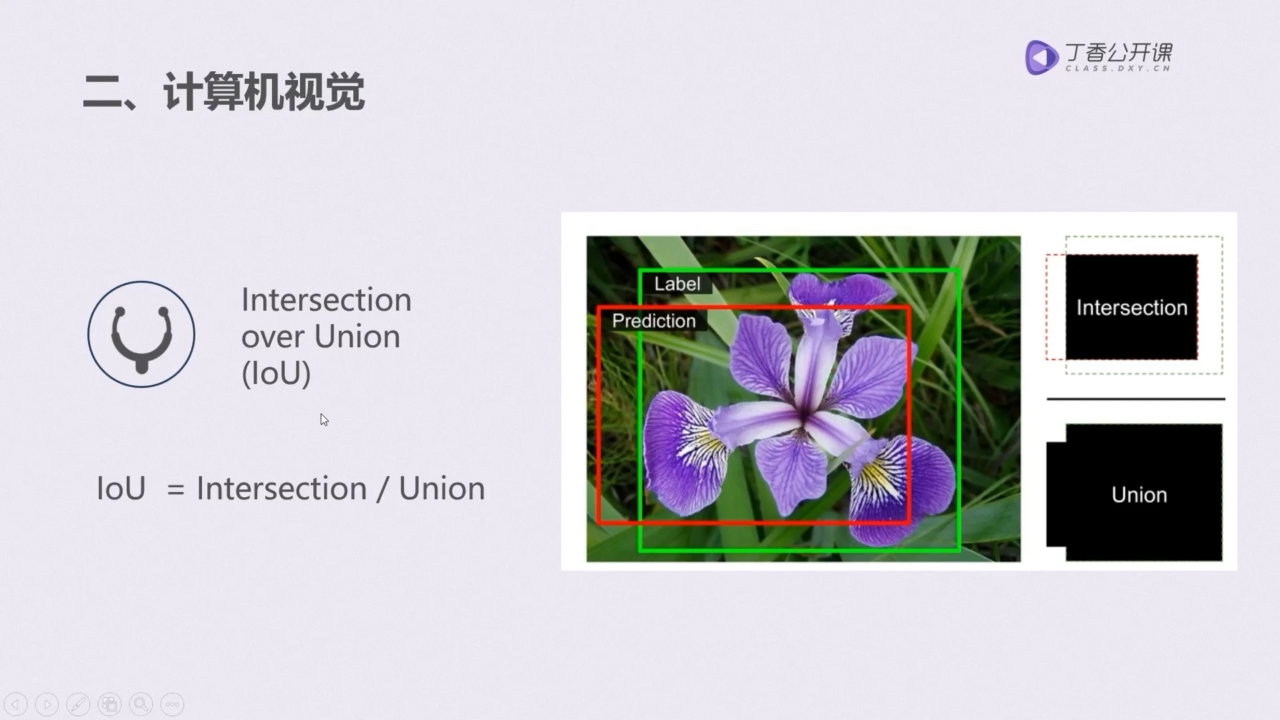 丁香公开课
CLASS.DXY.CN
二、计算机视觉
Intersection
over Union
(IoU)
IoU = Intersection / Union
Label
Prediction
Intersection
Union